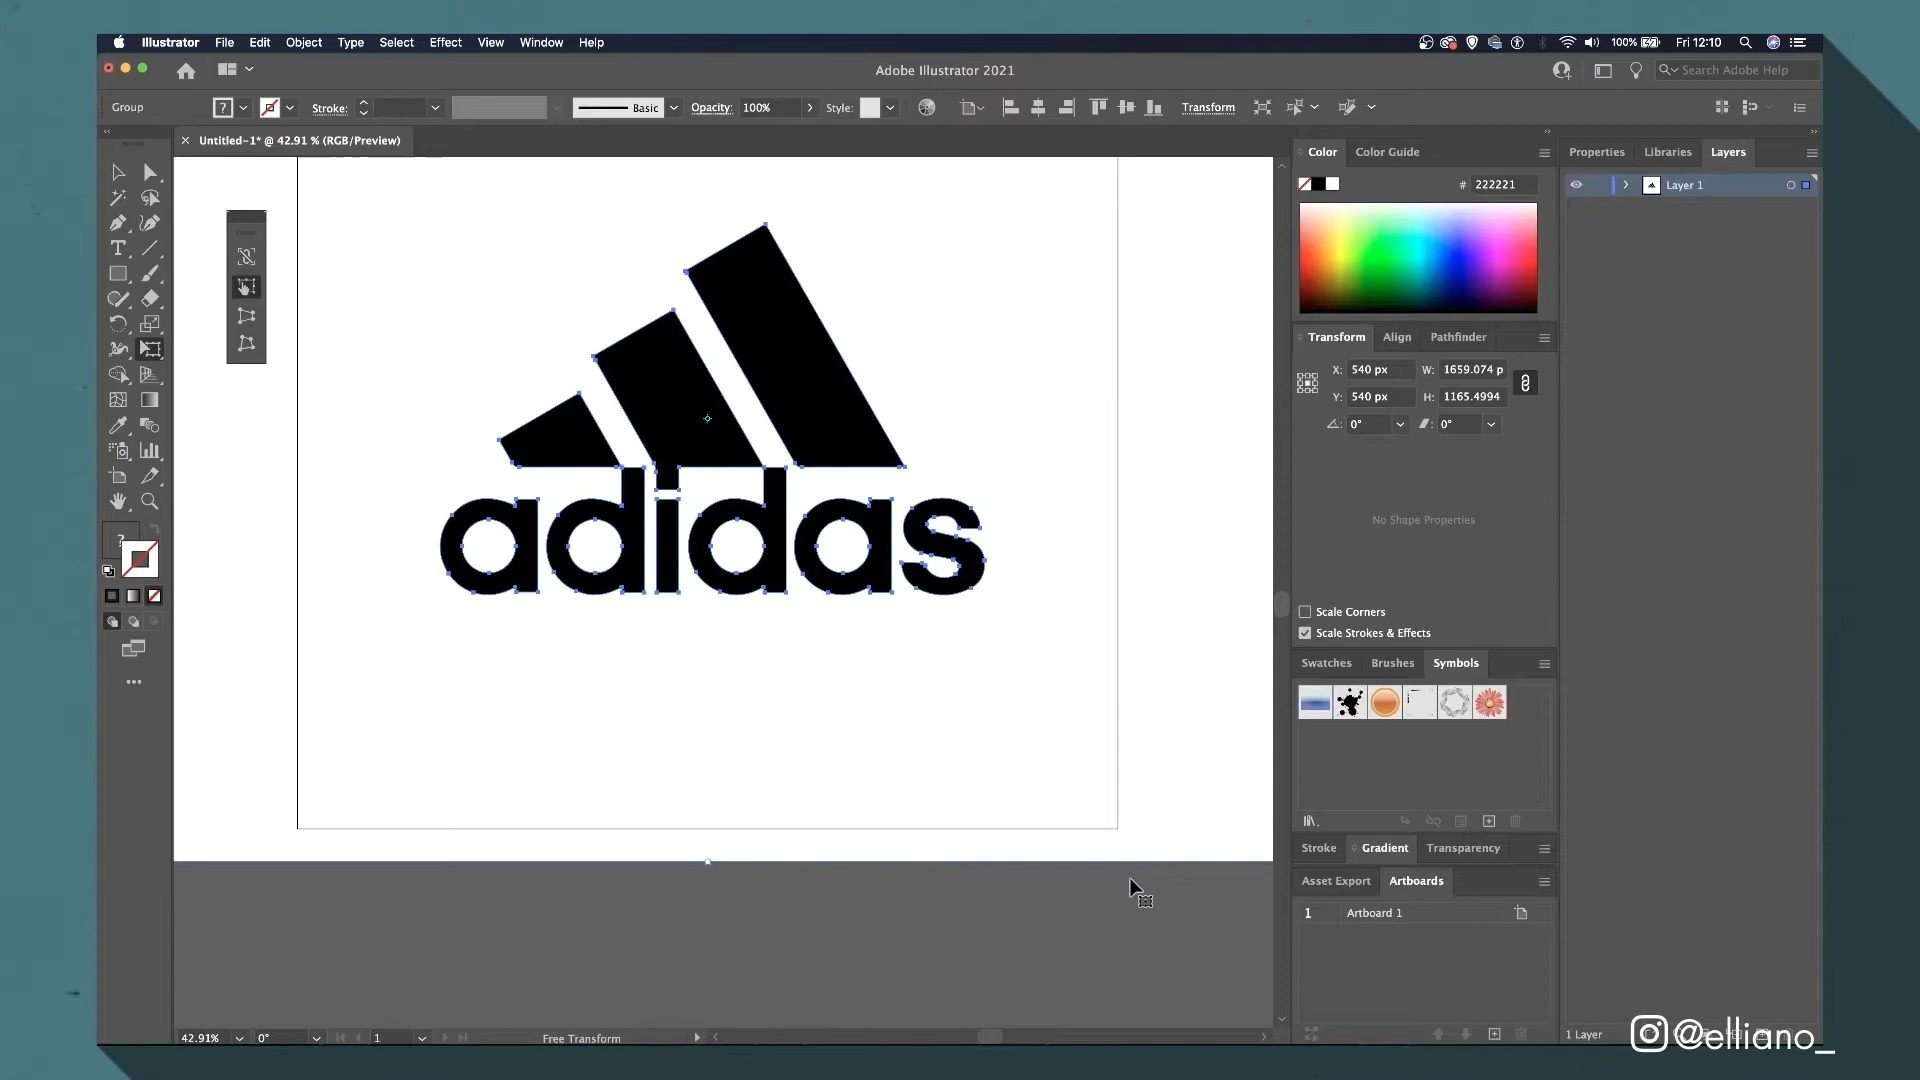 Illustrator File Edit Object Type Select Effect View Window Help
100% Fri 12:10
Adobe Illustrator 2021
Search Adobe Help
Group ? Stroke: Basic Opacity: 100% Style: Transform
Untitled-1* @ 42.91 % (RGB/Preview)
Color Color Guide
Properties Libraries Layers
# 222221
Layer 1
Transform Align Pathfinder
X: 540 px W: 1659.074 p
Y: 540 px H: 1165.4994
0° 0°
adidas
No Shape Properties
?
Scale Corners
Scale Strokes & Effects
Swatches Brushes Symbols
Stroke Gradient Transparency
Asset Export Artboards
1 Artboard 1
42.91% 0° 1 Free Transform
1 Layer
@elliano_